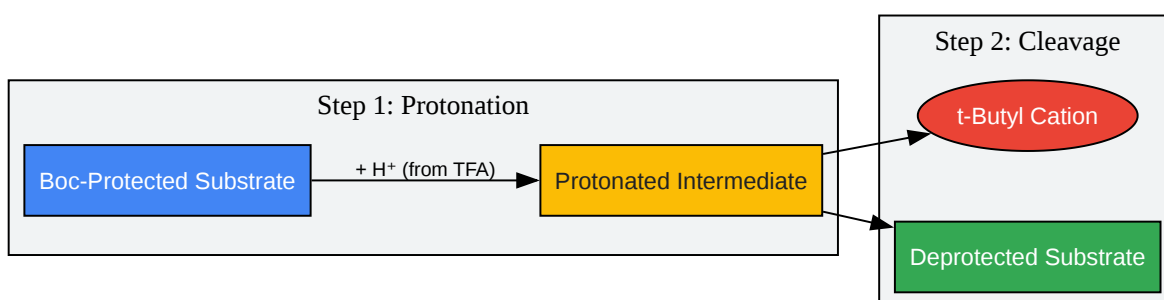 Step 1: Protonation
Boc-Protected Substrate
+ H⁺ (from TFA)
Protonated Intermediate
Step 2: Cleavage
t-Butyl Cation
Deprotected Substrate